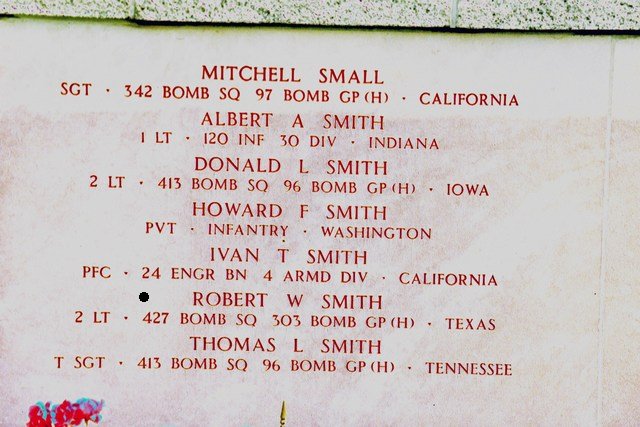 MITCHELL SMALL
SGT · 342 BOMB SQ 97 BOMB GP (H) · CALIFORNIA
ALBERT A SMITH
1 LT · 120 INF 30 DIV · INDIANA
DONALD L SMITH
2 LT · 413 BOMB SQ 96 BOMB GP (H) · IOWA
HOWARD F SMITH
PVT · INFANTRY · WASHINGTON
IVAN T SMITH
PFC · 24 ENGR BN 4 ARMD DIV · CALIFORNIA
ROBERT W SMITH
2 LT · 427 BOMB SQ 303 BOMB GP (H) · TEXAS
THOMAS L SMITH
T SGT · 413 BOMB SQ 96 BOMB GP (H) · TENNESSEE